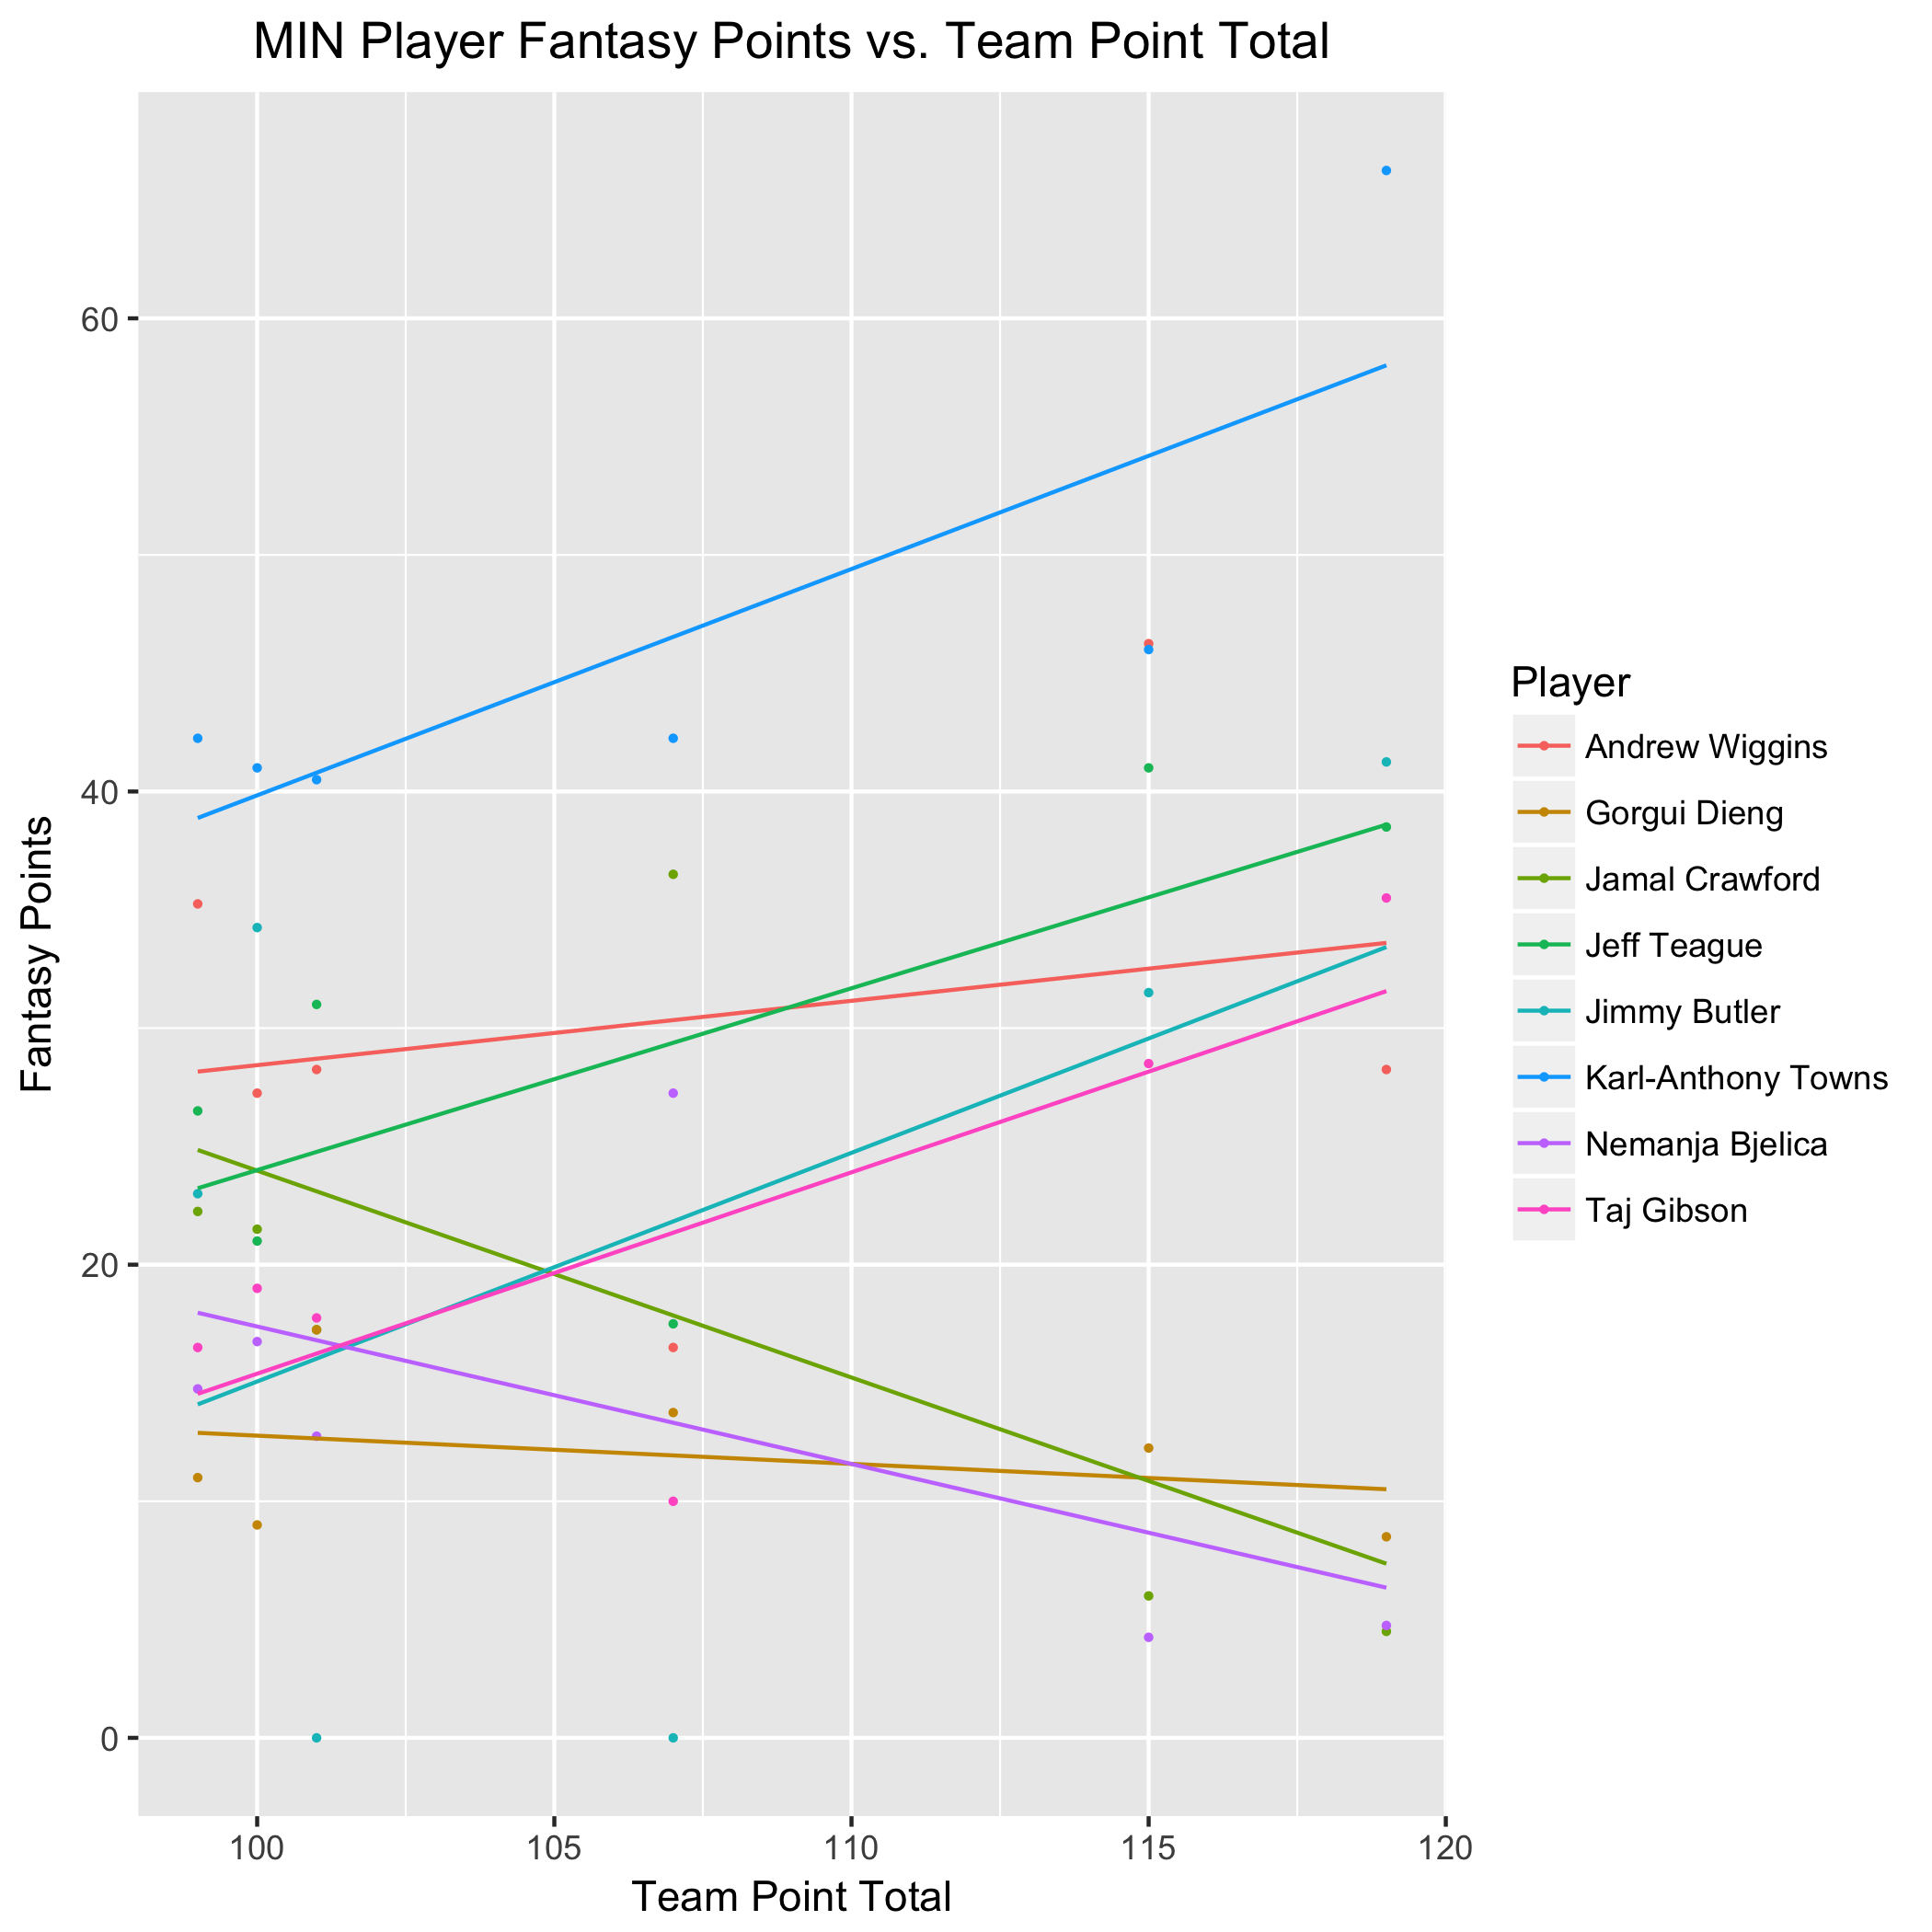 MIN Player Fantasy Points vs. Team Point Total
60
40
20
0
Fantasy Points
100 105 110 115 120
Team Point Total
Player
Andrew Wiggins
Gorgui Dieng
Jamal Crawford
Jeff Teague
Jimmy Butler
Karl-Anthony Towns
Nemanja Bjelica
Taj Gibson